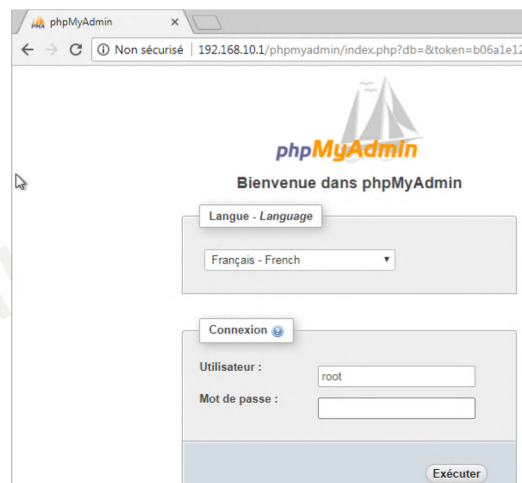 phpMyAdmin
Non sécurisé | 192.168.10.1/phpmyadmin/index.php?db=&token=b06a1e12
phpMyAdmin
Bienvenue dans phpMyAdmin
Langue - Language
Français - French
Connexion
Utilisateur :
root
Mot de passe :
Exécuter